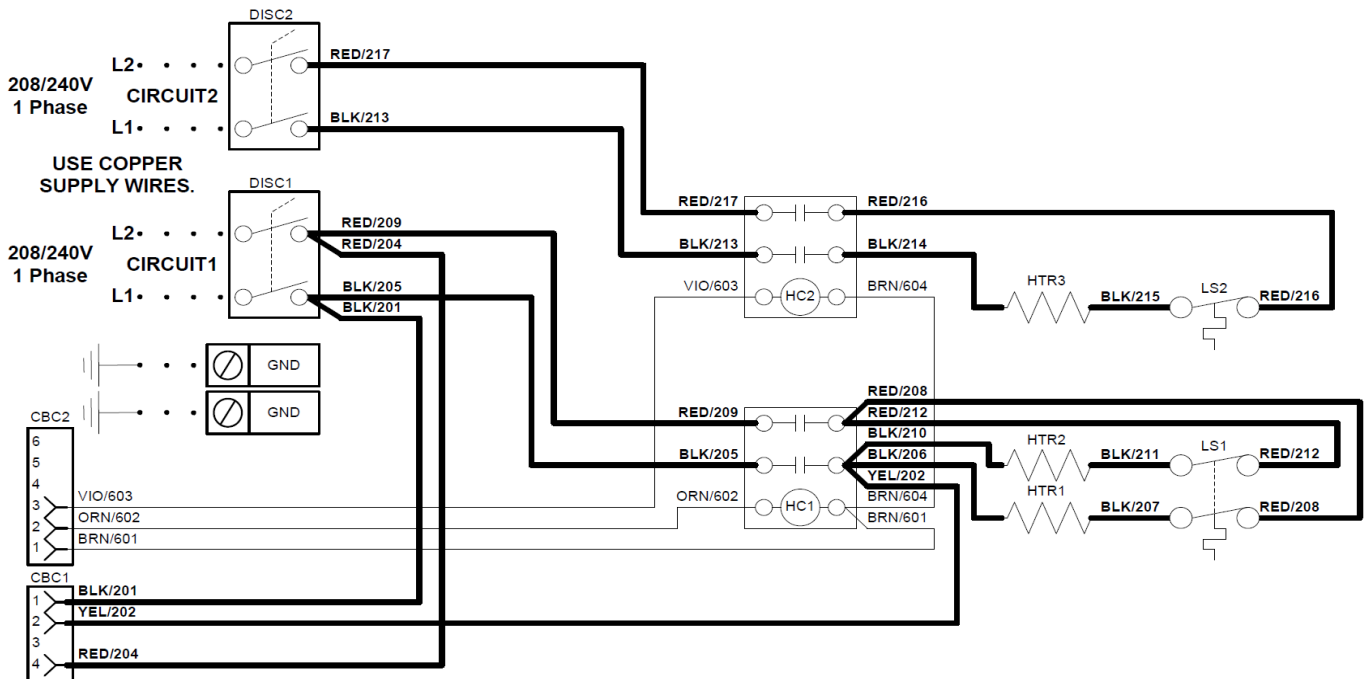 DISC2
RED/217
L2
208/240V
1 Phase
CIRCUIT2
L1
BLK/213
USE COPPER
SUPPLY WIRES.
DISC1
RED/209
L2
RED/204
208/240V
1 Phase
CIRCUIT1
BLK/205
L1
BLK/201
GND
GND
RED/217
RED/216
BLK/213
BLK/214
VIO/603
HC2
BRN/604
HTR3
BLK/215
LS2
RED/216
RED/208
RED/209
RED/212
BLK/210
BLK/205
BLK/206
YEL/202
ORN/602
HC1
BRN/604
BRN/601
HTR2
BLK/211
LS1
RED/212
HTR1
BLK/207
RED/208
CBC2
6
5
4
3
VIO/603
2
ORN/602
1
BRN/601
CBC1
1
BLK/201
2
YEL/202
3
4
RED/204